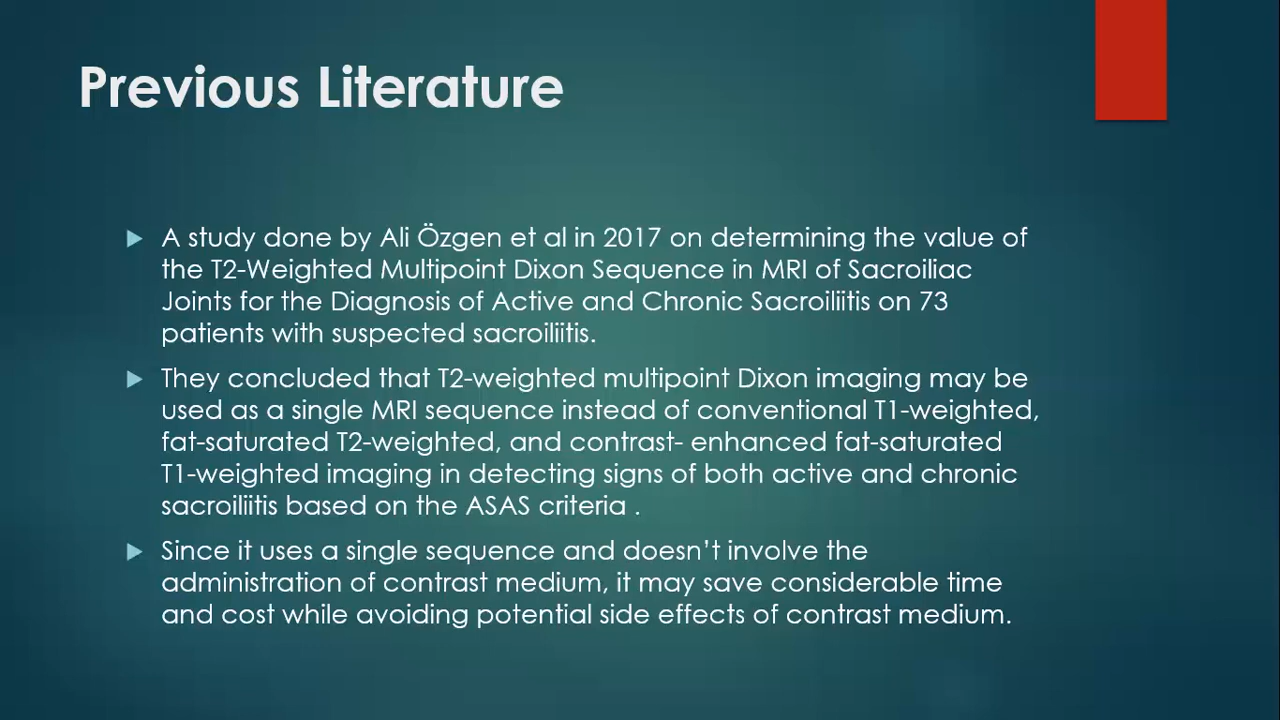 Previous Literature
A study done by Ali Özgen et al in 2017 on determining the value of
the T2-Weighted Multipoint Dixon Sequence in MRI of Sacroiliac
Joints for the Diagnosis of Active and Chronic Sacroiliitis on 73
patients with suspected sacroiliitis.
They concluded that T2-weighted multipoint Dixon imaging may be
used as a single MRI sequence instead of conventional T1-weighted,
fat-saturated T2-weighted, and contrast- enhanced fat-saturated
T1-weighted imaging in detecting signs of both active and chronic
sacroiliitis based on the ASAS criteria .
Since it uses a single sequence and doesn’t involve the
administration of contrast medium, it may save considerable time
and cost while avoiding potential side effects of contrast medium.